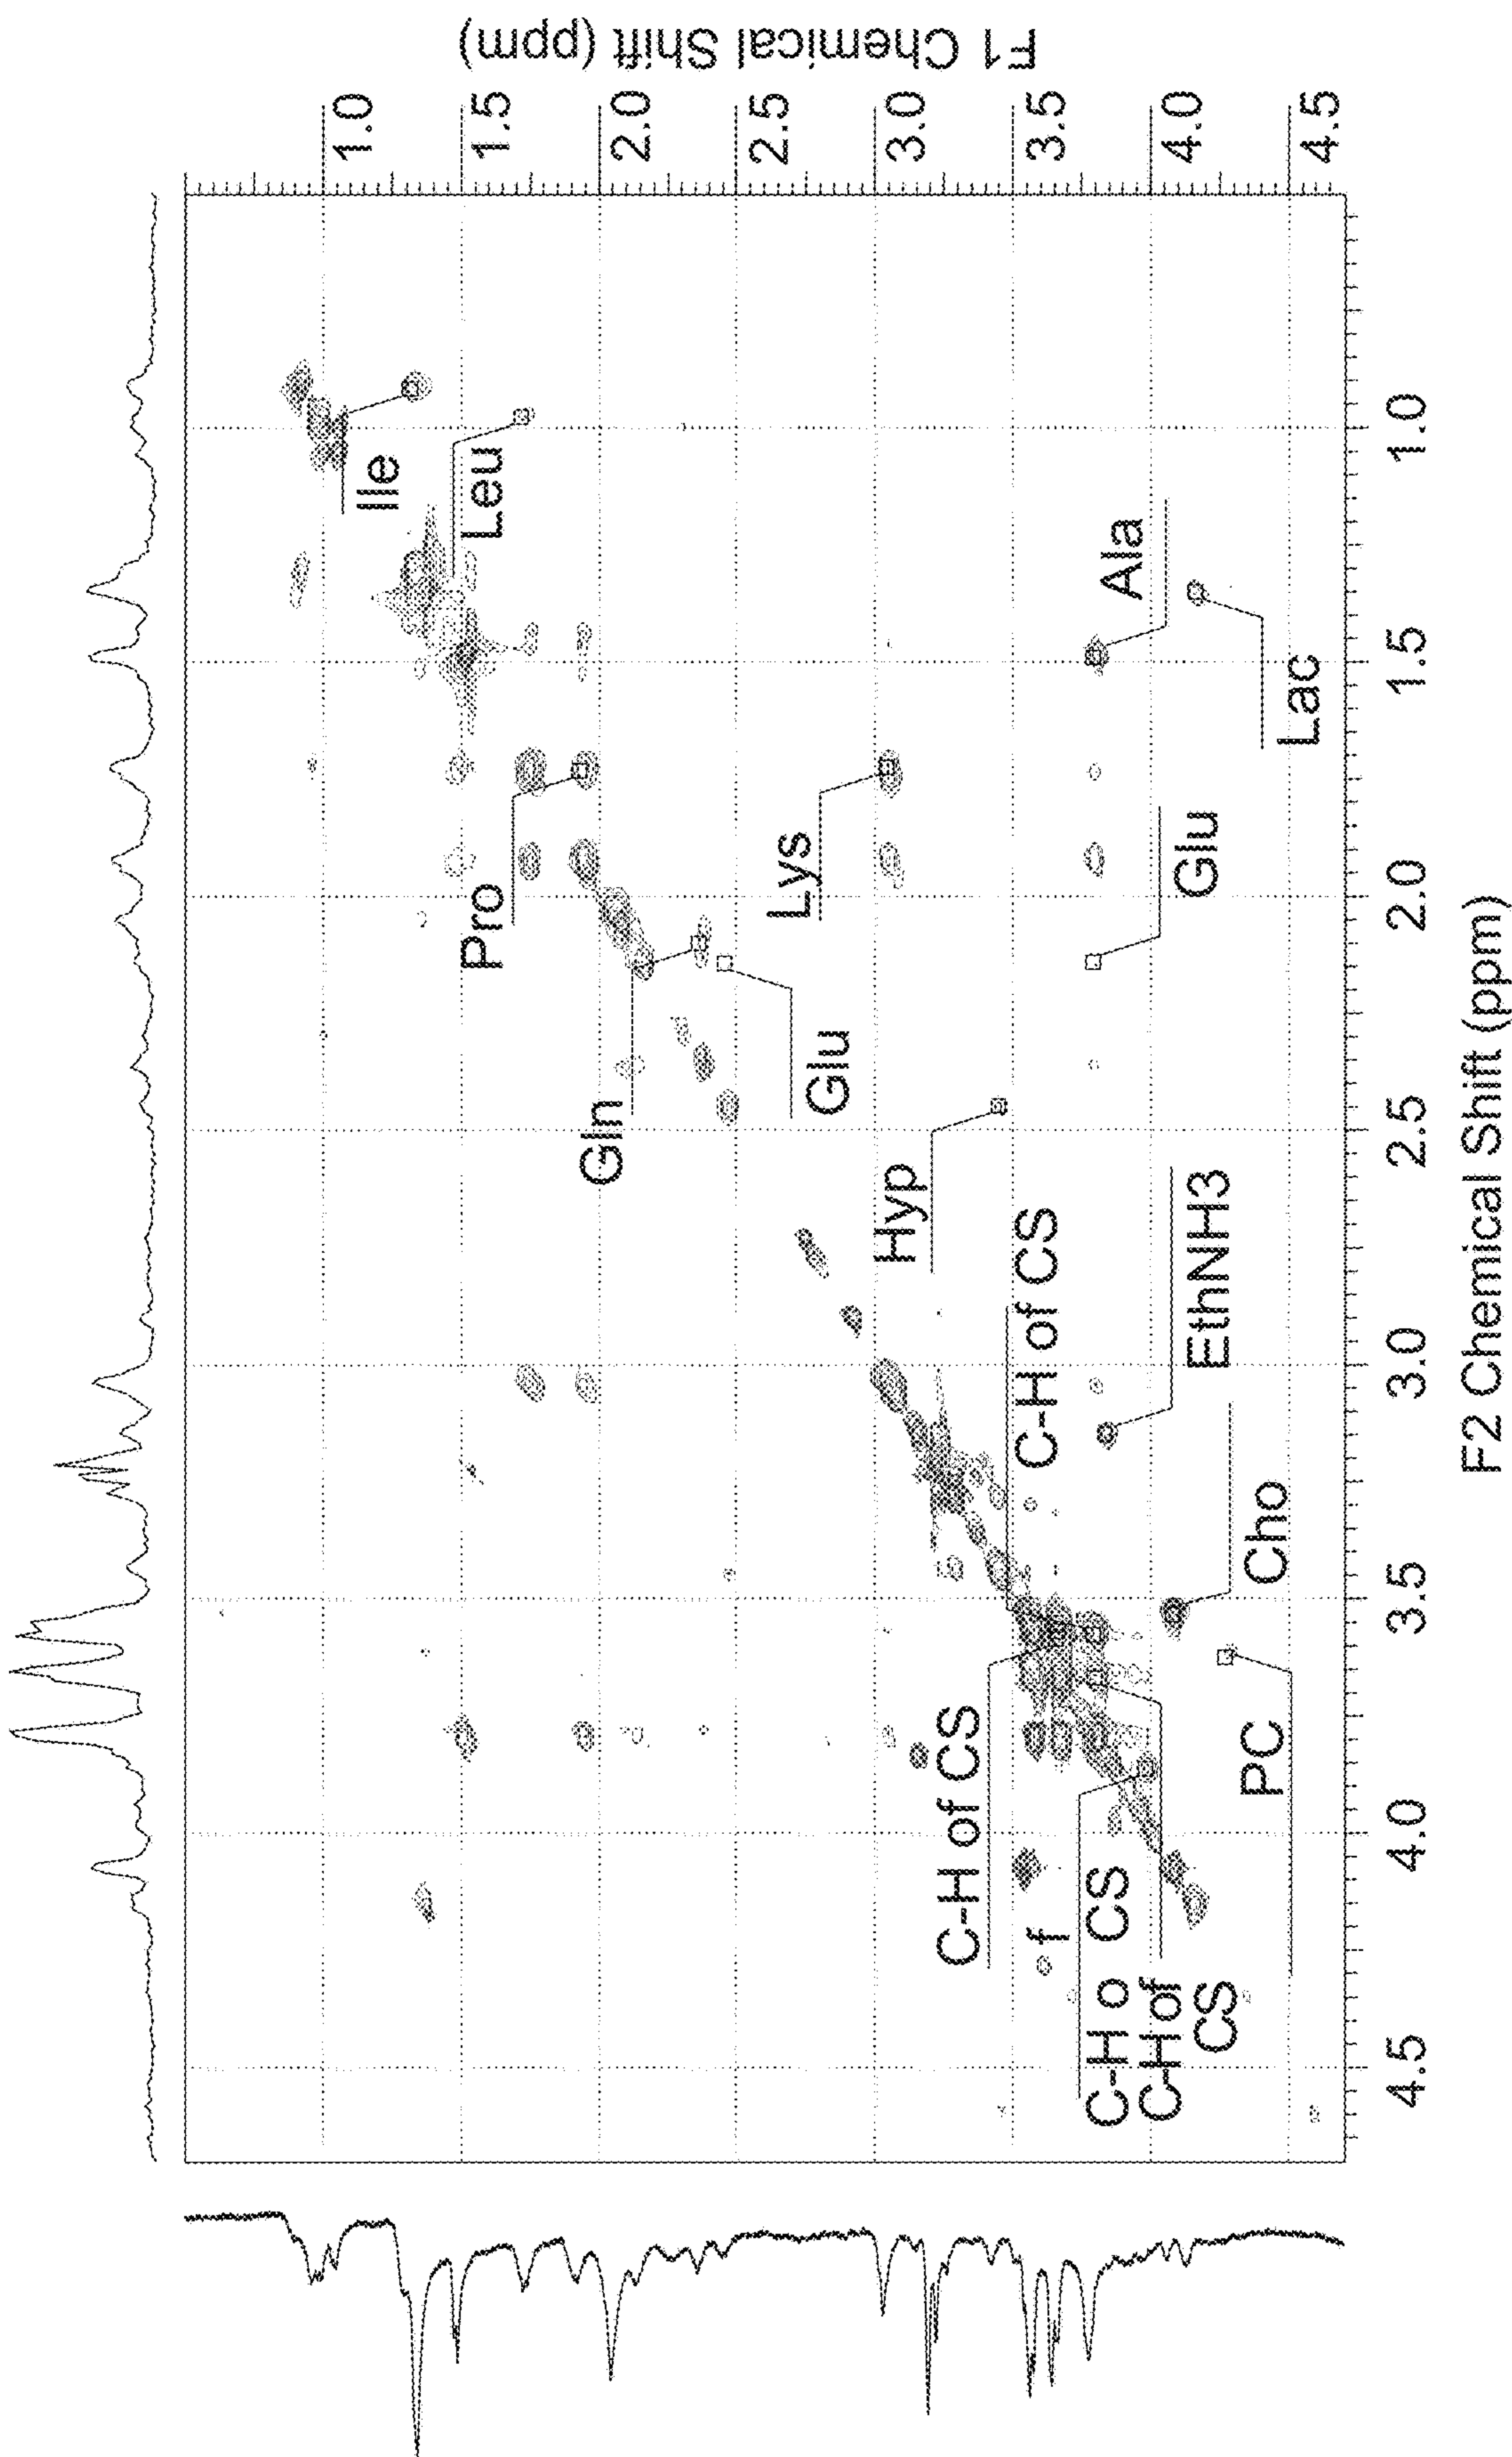 F1 Chemical Shift (ppm)
1.0
1.5
2.0
2.5
3.0
3.5
4.0
4.5
Ile
Leu
Pro
Gln
Glu
Lys
Ala
Lac
Glu
Hyp
C-H of CS
EthNH3
Cho
C-H of CS
f
C-H o CS
C-H of
CS
PC
4.5
4.0
3.5
3.0
2.5
2.0
1.5
1.0
F2 Chemical Shift (ppm)